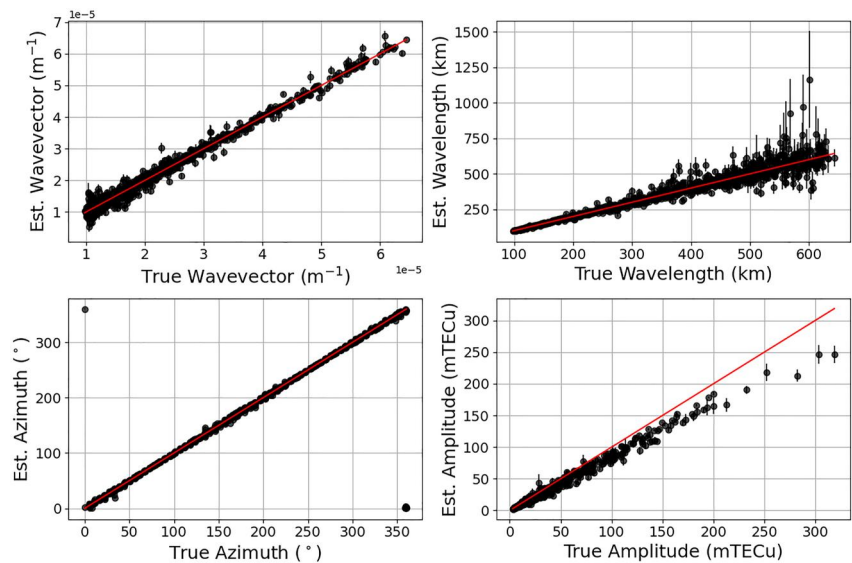 1e−5
7
6
5
4
3
2
1
Est. Wavevector (m⁻¹)
1 2 3 4 5 6
1e−5
True Wavevector (m⁻¹)
1500
1250
1000
750
500
250
Est. Wavelength (km)
100 200 300 400 500 600
True Wavelength (km)
300
200
100
0
Est. Azimuth (°)
0 50 100 150 200 250 300 350
True Azimuth (°)
300
250
200
150
100
50
0
Est. Amplitude (mTECu)
0 50 100 150 200 250 300
True Amplitude (mTECu)